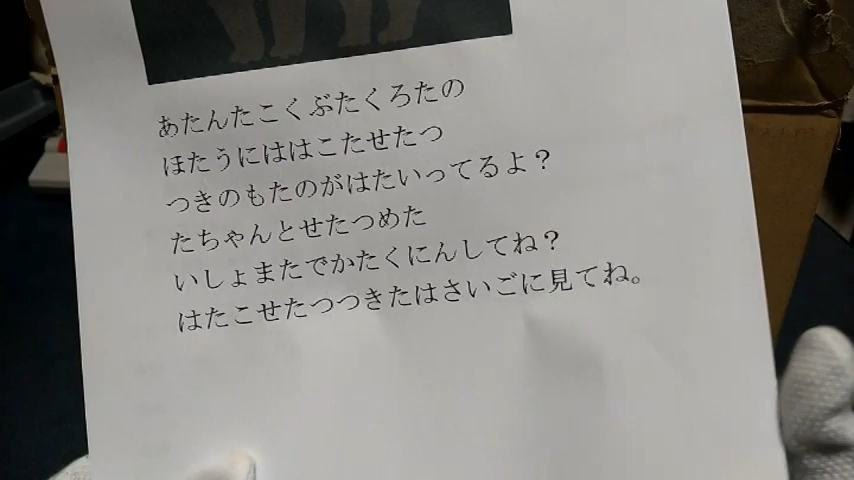 あたんたこくぶたくろたの
ほたうにははこたせたつ
つきのもたのがはたいってるよ？
たちゃんとせたつめた
いしょまたでかたくにんしてね？
はたこせたつつきたはさいごに見てね。